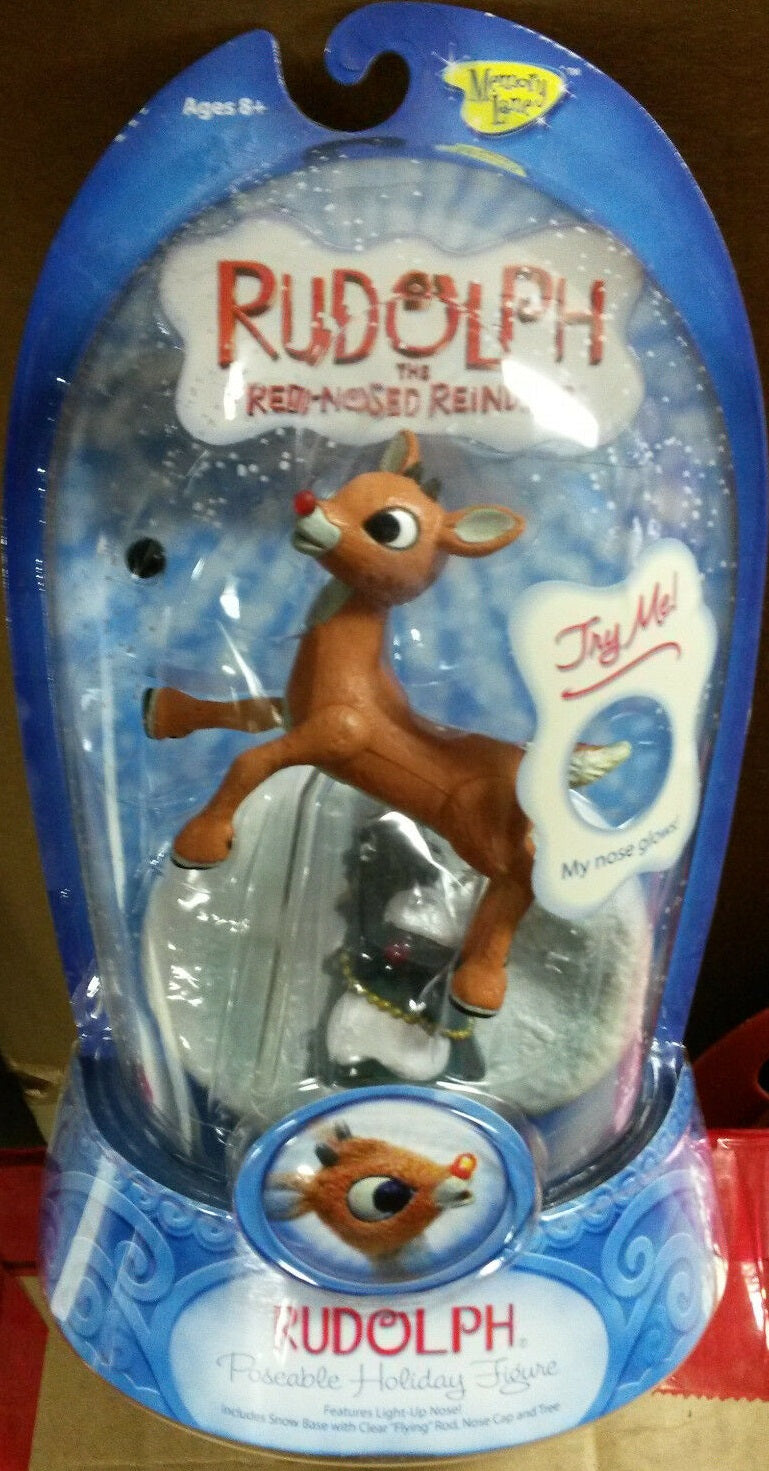 Ages 8+
Memory
Lane™
RUDOLPH
THE
RED-NOSED
Try Me!
My nose glows!
RUDOLPH®
Poseable Holiday Figure
Features Light-Up Nose!
Includes Snow Base with Clear "Flying" Rod, Nose Cap and Tree